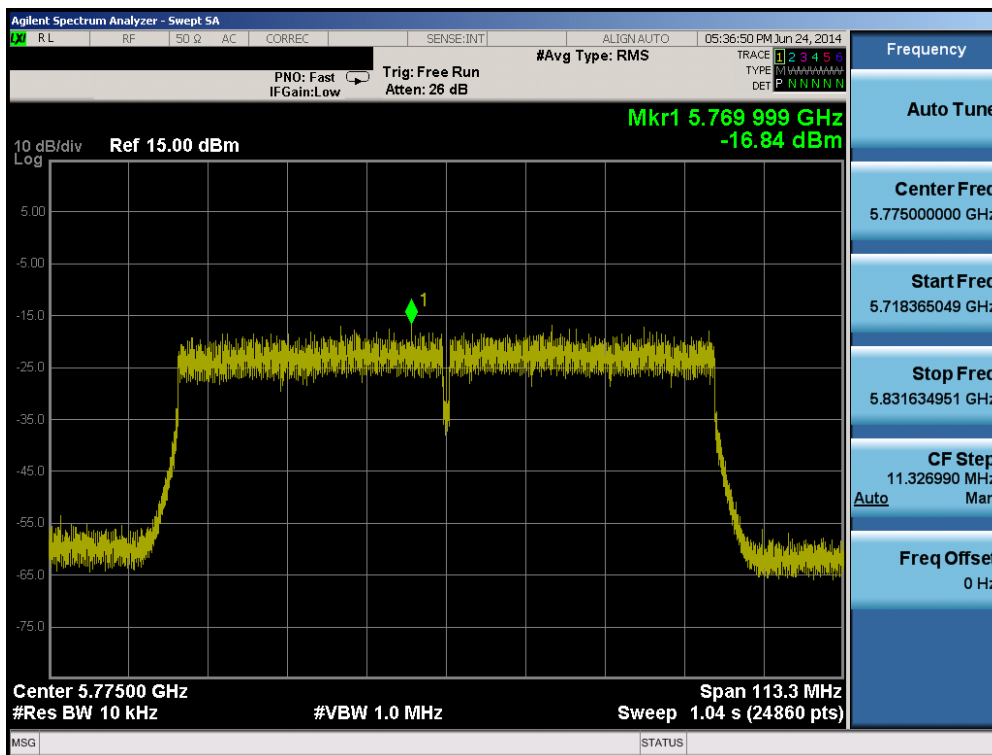 Agilent Spectrum Analyzer - Swept SA
LXI RL RF 50 Ω AC CORREC SENSE:INT ALIGN AUTO 05:36:50 PM Jun 24, 2014
#Avg Type: RMS
PNO: Fast
IFGain:Low
Trig: Free Run
Atten: 26 dB
TRACE 1 2 3 4 5 6
TYPE M WWWWW
DET P N N N N N
Mkr1 5.769 999 GHz
-16.84 dBm
10 dB/div
Log
Ref 15.00 dBm
5.00
-5.00
-15.0
-25.0
-35.0
-45.0
-55.0
-65.0
-75.0
1
Center 5.77500 GHz
Span 113.3 MHz
#Res BW 10 kHz
#VBW 1.0 MHz
Sweep 1.04 s (24860 pts)
MSG
STATUS
Frequency
Auto Tune
Center Freq
5.775000000 GHz
Start Freq
5.718365049 GHz
Stop Freq
5.831634951 GHz
CF Step
11.326990 MHz
Auto Man
Freq Offset
0 Hz